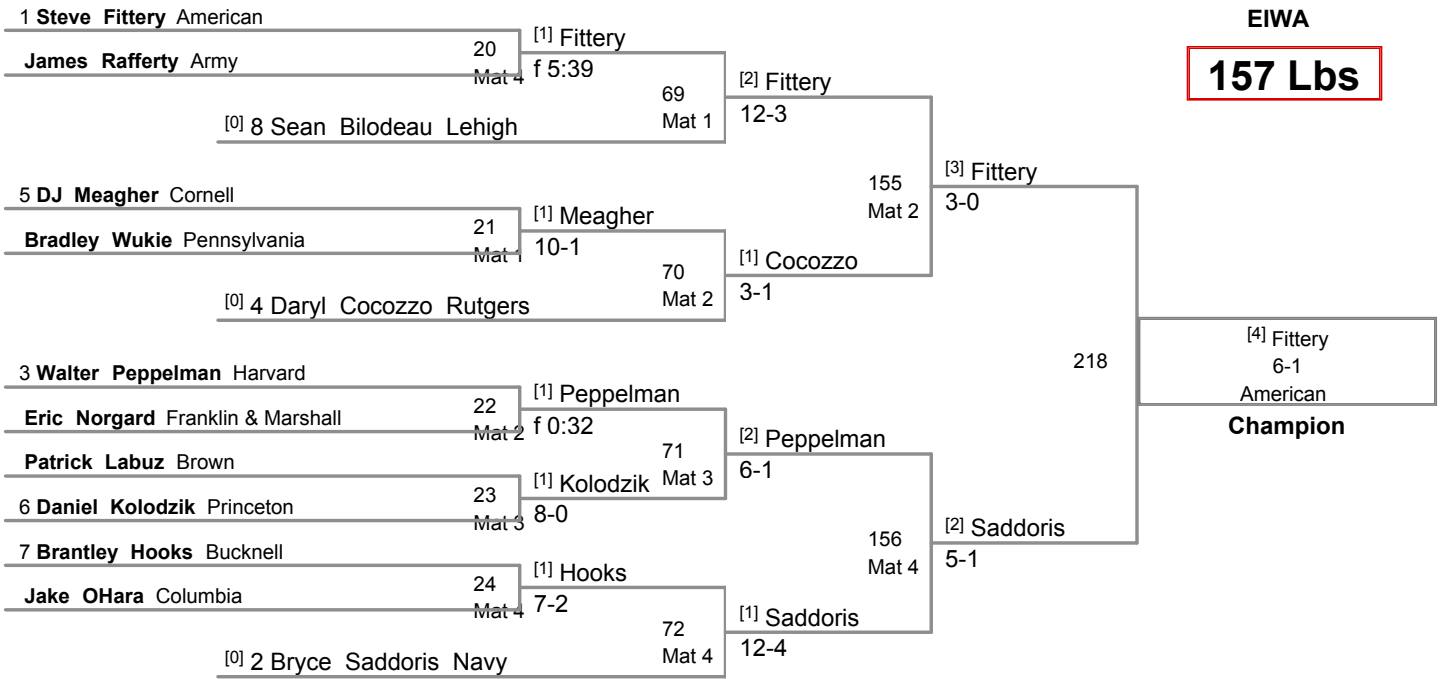 EIWA
157 Lbs
1 Steve Fittery American
James Rafferty Army
20
Mat 4
[1] Fittery
f 5:39
[0] 8 Sean Bilodeau Lehigh
69
Mat 1
[2] Fittery
12-3
5 DJ Meagher Cornell
Bradley Wukie Pennsylvania
21
Mat 1
[1] Meagher
10-1
[0] 4 Daryl Cocozzo Rutgers
70
Mat 2
[1] Cocozzo
3-1
155
Mat 2
[3] Fittery
3-0
3 Walter Peppelman Harvard
Eric Norgard Franklin & Marshall
22
Mat 2
[1] Peppelman
f 0:32
Patrick Labuz Brown
6 Daniel Kolodzik Princeton
23
Mat 3
[1] Kolodzik
8-0
71
Mat 3
[2] Peppelman
6-1
7 Brantley Hooks Bucknell
Jake OHara Columbia
24
Mat 4
[1] Hooks
7-2
[0] 2 Bryce Saddoris Navy
72
Mat 4
[1] Saddoris
12-4
156
Mat 4
[2] Saddoris
5-1
218
[4] Fittery
6-1
American
Champion